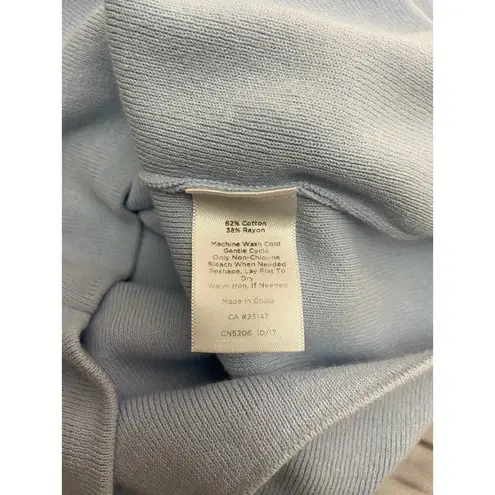 62% Cotton
38% Rayon
Machine Wash Cold
Gentle Cycle
Only Non-Chlorine
Bleach When Needed
Reshape, Lay Flat To
Dry
Warm Iron, If Needed
Made in China
CA #23147
CN5206 10/17